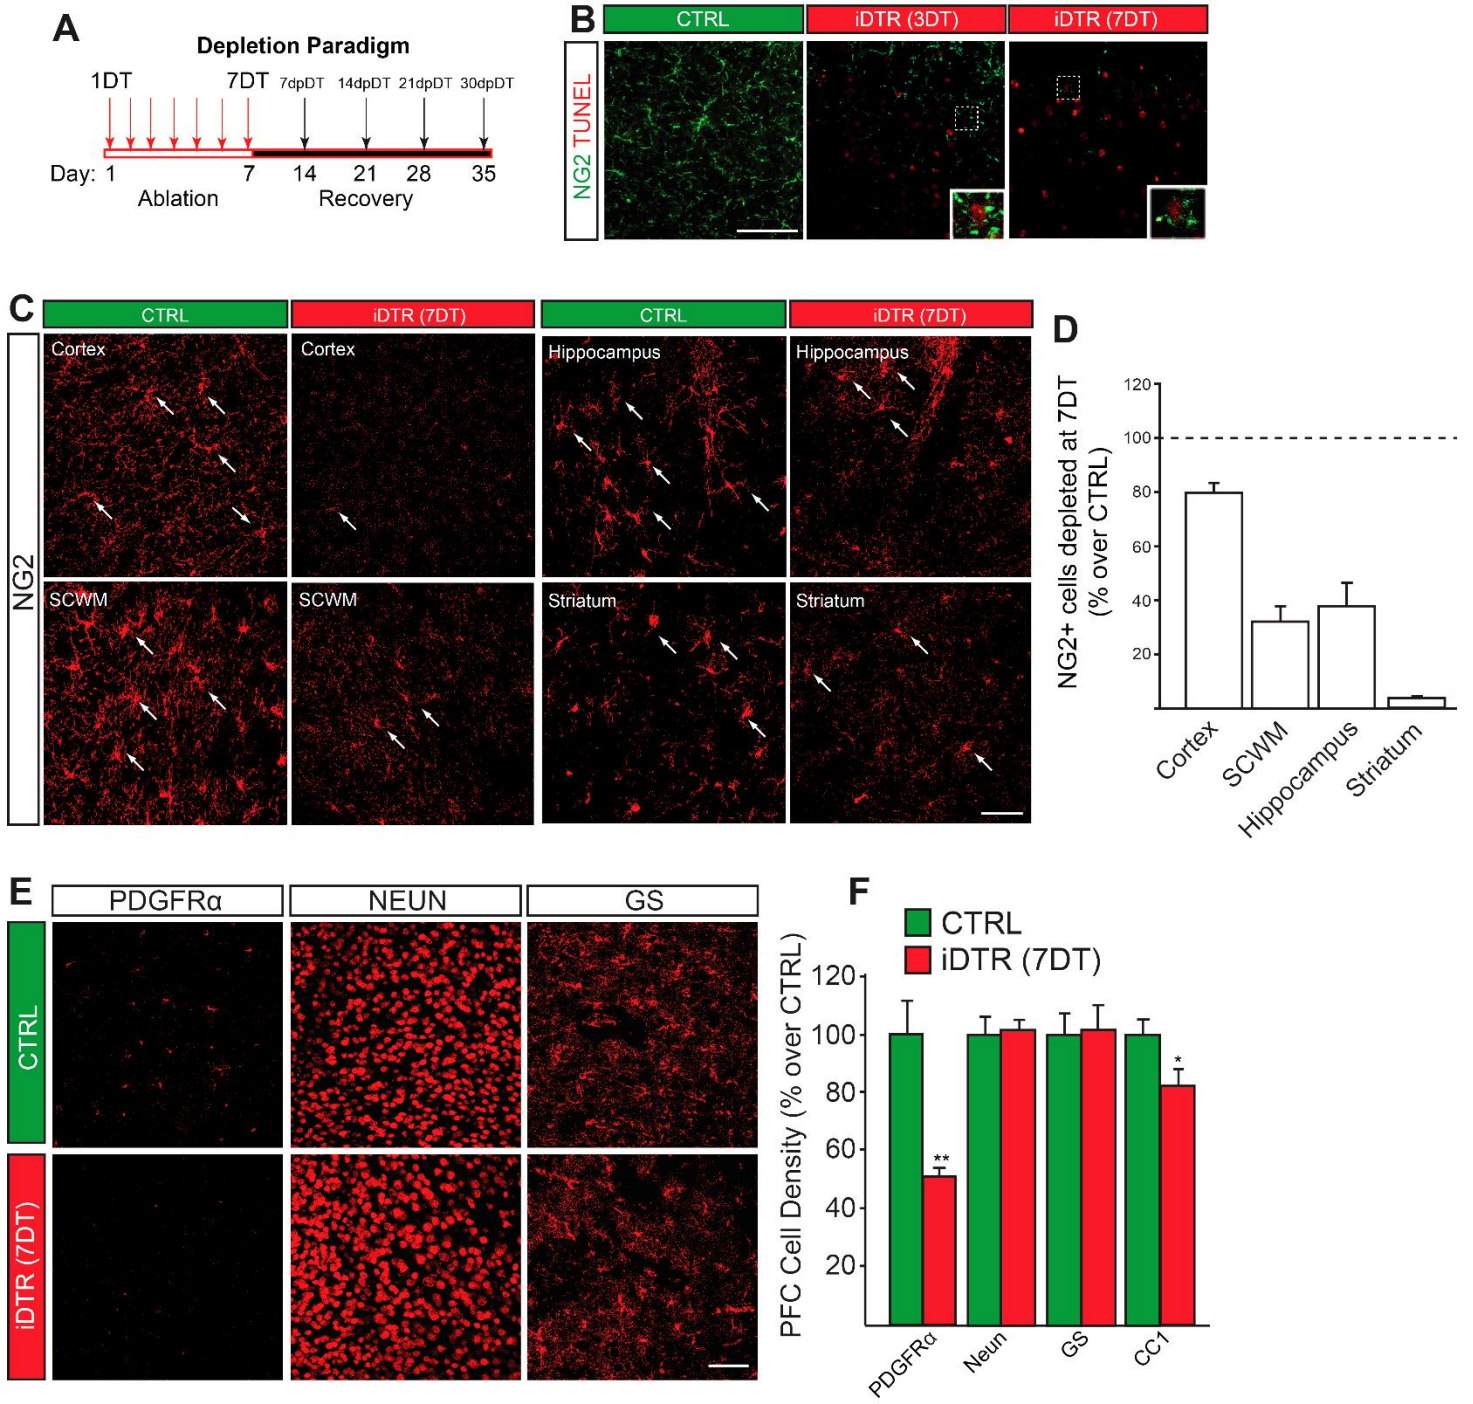 A
Depletion Paradigm
1DT 7DT 7dpDT 14dpDT 21dpDT 30dpDT
Day: 1 7 14 21 28 35
Ablation Recovery
B
CTRL iDTR (3DT) iDTR (7DT)
NG2 TUNEL
C
CTRL iDTR (7DT) CTRL iDTR (7DT)
NG2
Cortex Cortex Hippocampus Hippocampus
SCWM SCWM Striatum Striatum
D
NG2+ cells depleted at 7DT
(% over CTRL)
120
100
80
60
40
20
Cortex SCWM Hippocampus Striatum
E
PDGFRα NEUN GS
CTRL
iDTR (7DT)
F
CTRL
iDTR (7DT)
PFC Cell Density (% over CTRL)
120
100
80
60
40
20
** *
PDGFRα Neun GS CC1